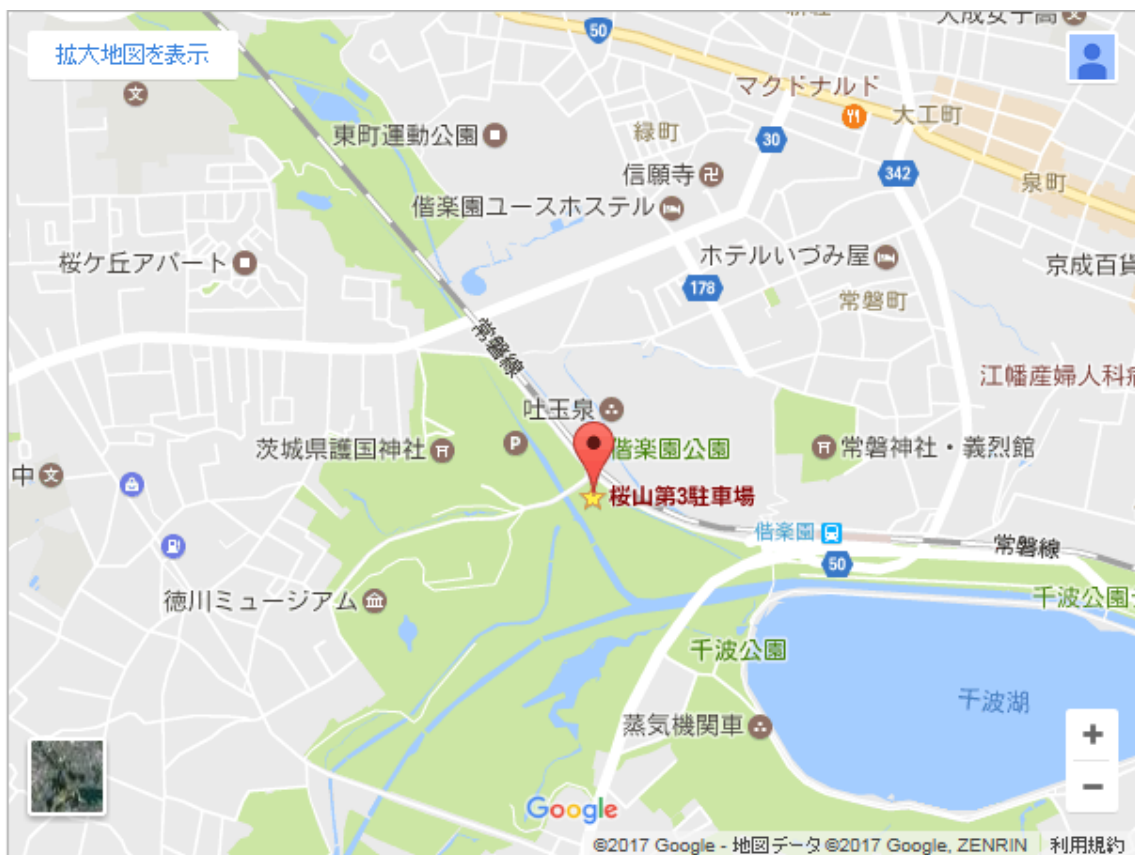 拡大地図を表示
50
大成女子高
マクドナルド
大工町
緑町
30
東町運動公園
信願寺
342
泉町
偕楽園ユースホステル
桜ケ丘アパート
ホテルいづみ屋
京成百貨
178
常磐町
常磐線
江幡産婦人科病
吐玉泉
茨城県護国神社
P
偕楽園公園
常磐神社・義烈館
中
桜山第3駐車場
偕楽園
常磐線
50
徳川ミュージアム
千波公園
千波公園
千波湖
蒸気機関車
+
−
Google
©2017 Google - 地図データ ©2017 Google, ZENRIN 利用規約